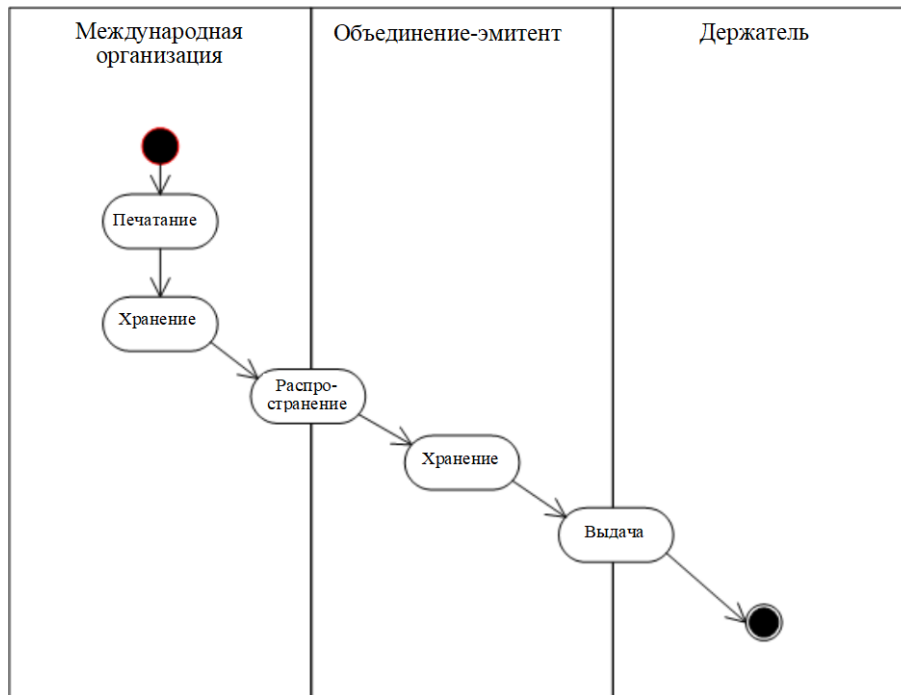 Международная
организация
Объединение-эмитент
Держатель
Печатание
Хранение
Распро-
странение
Хранение
Выдача